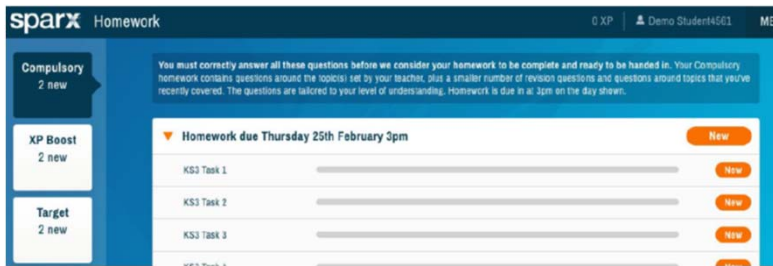 sparx Homework
0 XP
Demo Student4561
ME
Compulsory
2 new
You must correctly answer all these questions before we consider your homework to be complete and ready to be handed in. Your Compulsory
homework contains questions around the topic(s) set by your teacher, plus a smaller number of revision questions and questions around topics that you've
recently covered. The questions are tailored to your level of understanding. Homework is due in at 3pm on the day shown.
XP Boost
2 new
Homework due Thursday 25th February 3pm
New
KS3 Task 1
New
KS3 Task 2
New
Target
2 new
KS3 Task 3
New